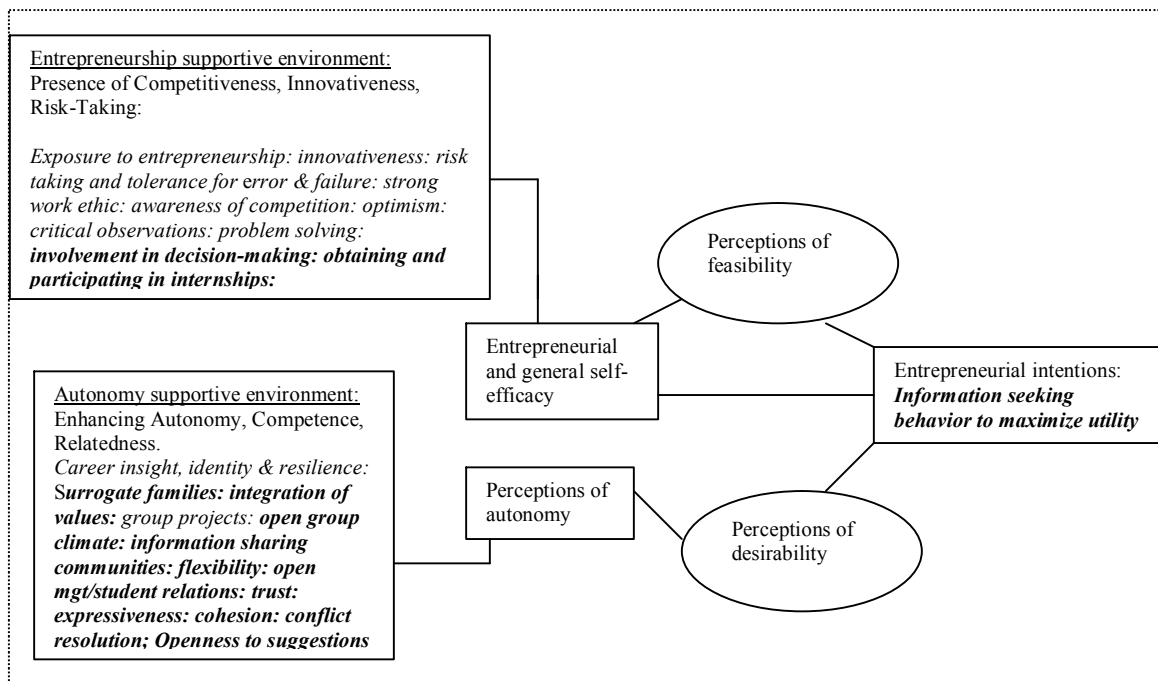 Entrepreneurship supportive environment:
Presence of Competitiveness, Innovativeness,
Risk-Taking:
Exposure to entrepreneurship: innovativeness: risk
taking and tolerance for error & failure: strong
work ethic: awareness of competition: optimism:
critical observations: problem solving:
involvement in decision-making: obtaining and
participating in internships:
Perceptions of
feasibility
Entrepreneurial
and general self-
efficacy
Entrepreneurial intentions:
Information seeking
behavior to maximize utility
Autonomy supportive environment:
Enhancing Autonomy, Competence,
Relatedness.
Career insight, identity & resilience:
Surrogate families: integration of
values: group projects: open group
climate: information sharing
communities: flexibility: open
mgt/student relations: trust:
expressiveness: cohesion: conflict
resolution; Openness to suggestions
Perceptions of
autonomy
Perceptions of
desirability